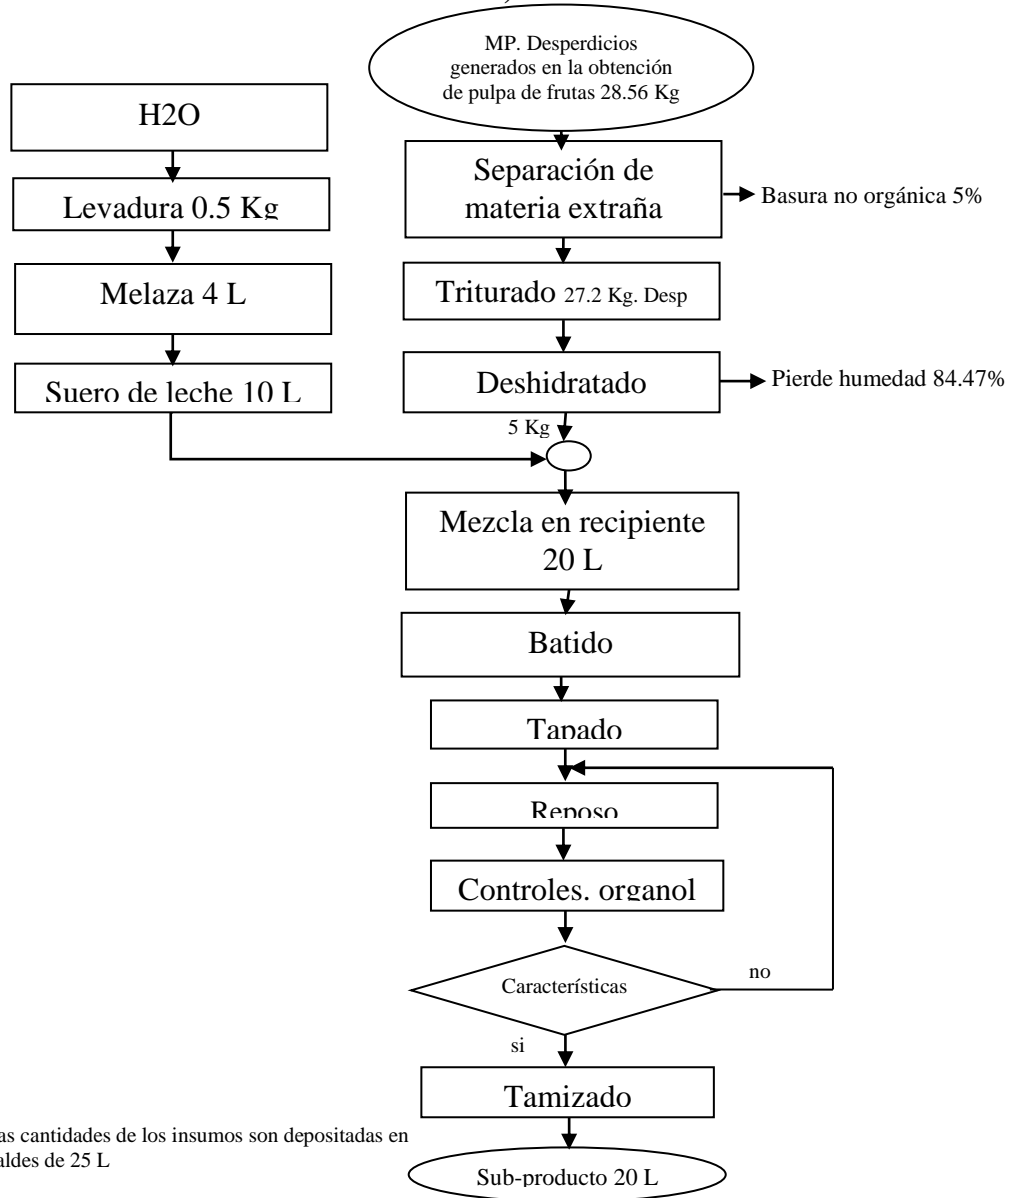 MP. Desperdicios
generados en la obtención
de pulpa de frutas 28.56 Kg
H2O
Levadura 0.5 Kg
Melaza 4 L
Suero de leche 10 L
Separación de
materia extraña
Basura no orgánica 5%
Triturado 27.2 Kg. Desp
Deshidratado
Pierde humedad 84.47%
5 Kg
Mezcla en recipiente
20 L
Batido
Tapado
Reposo
Controles. organol
Características
no
si
Tamizado
as cantidades de los insumos son depositadas en
aldes de 25 L
Sub-producto 20 L